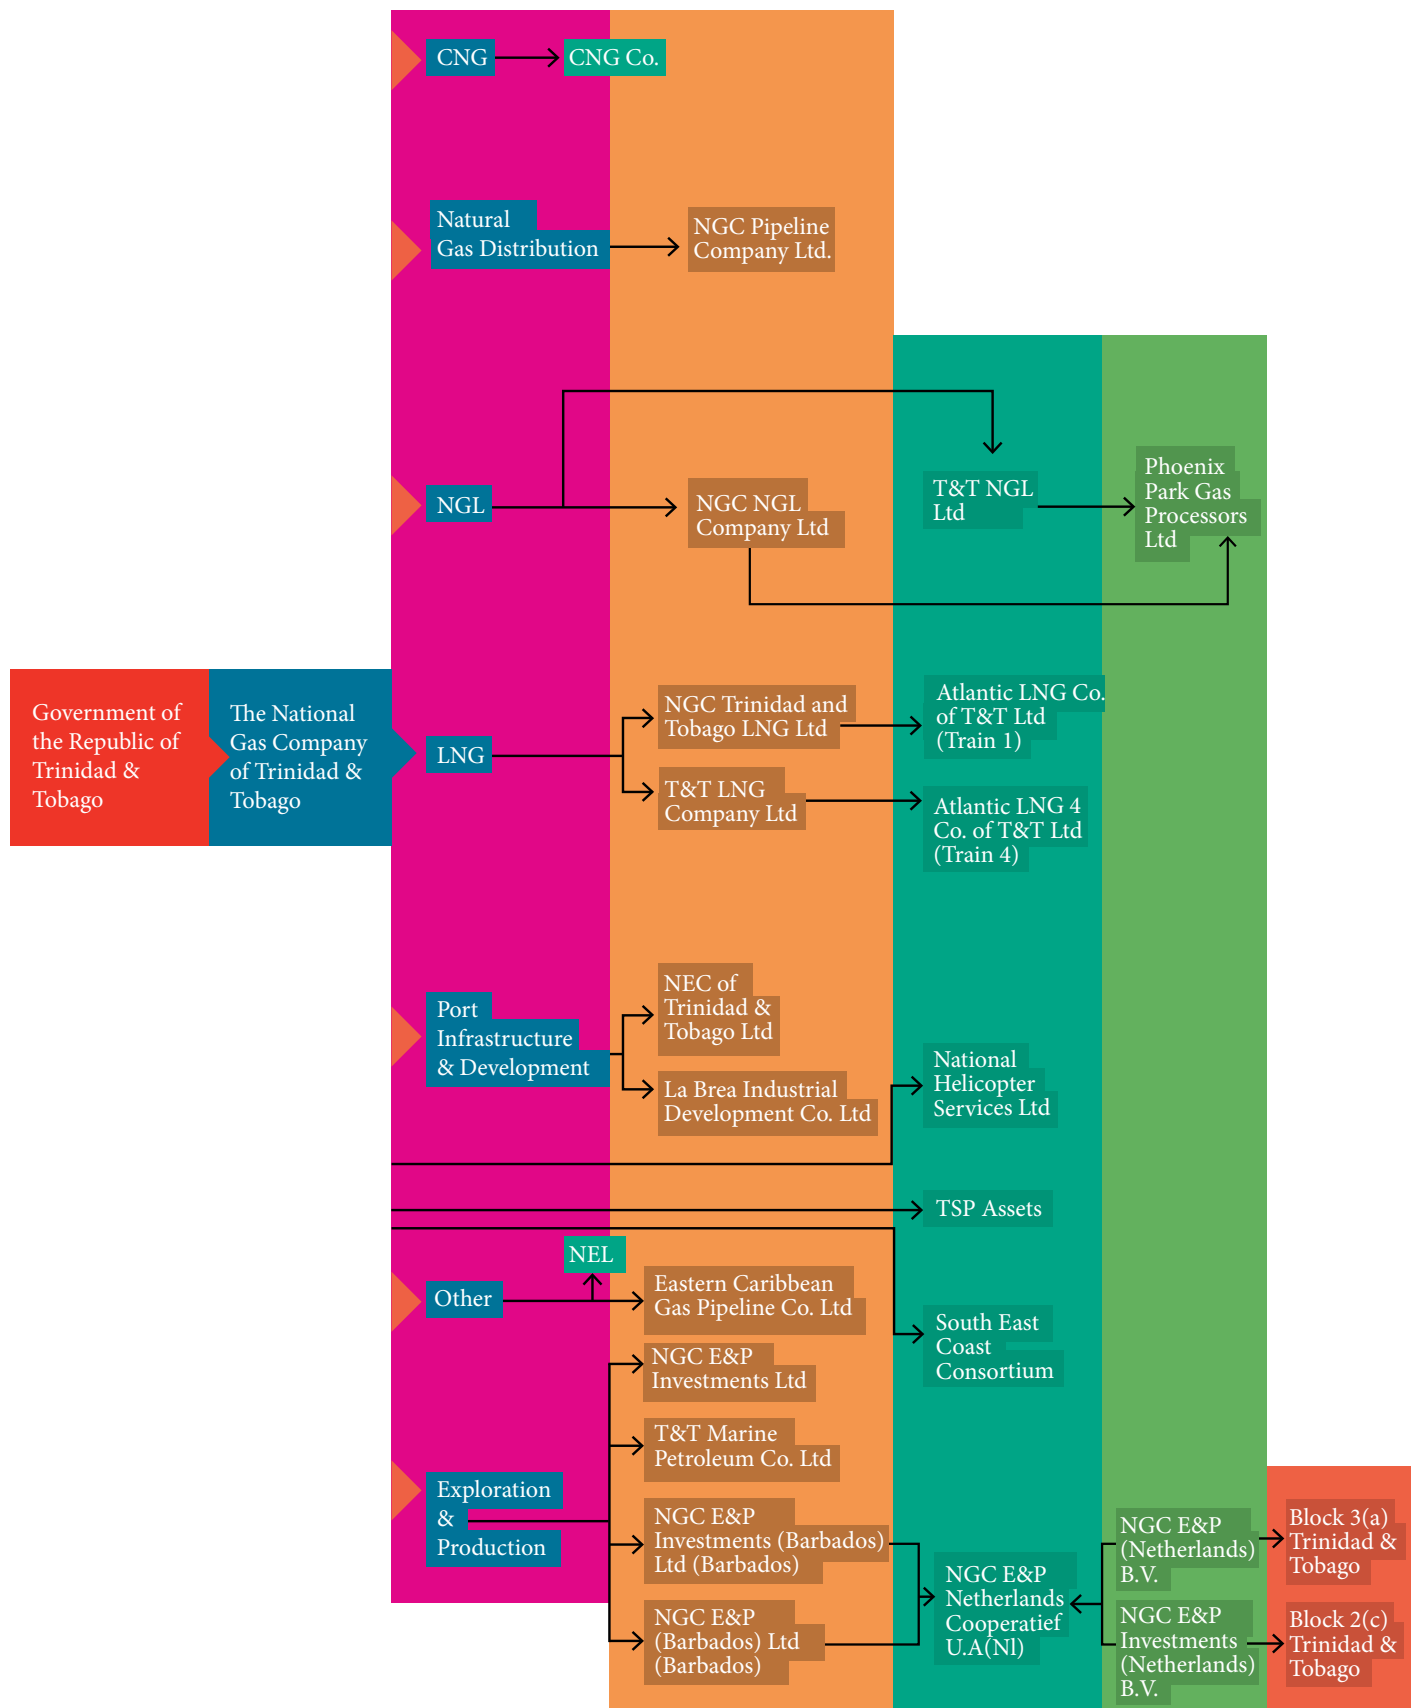 CNG
CNG Co.
Natural
Gas Distribution
NGC Pipeline
Company Ltd.
NGL
NGC NGL
Company Ltd
T&T NGL
Ltd
Phoenix
Park Gas
Processors
Ltd
Government of
the Republic of
Trinidad &
Tobago
The National
Gas Company
of Trinidad &
Tobago
LNG
NGC Trinidad and
Tobago LNG Ltd
T&T LNG
Company Ltd
Atlantic LNG Co.
of T&T Ltd
(Train 1)
Atlantic LNG 4
Co. of T&T Ltd
(Train 4)
Port
Infrastructure
& Development
NEC of
Trinidad &
Tobago Ltd
La Brea Industrial
Development Co. Ltd
National
Helicopter
Services Ltd
TSP Assets
NEL
Other
Eastern Caribbean
Gas Pipeline Co. Ltd
South East
Coast
Consortium
Exploration
&
Production
NGC E&P
Investments Ltd
T&T Marine
Petroleum Co. Ltd
NGC E&P
Investments (Barbados)
Ltd (Barbados)
NGC E&P
(Barbados) Ltd
(Barbados)
NGC E&P
Netherlands
Cooperatief
U.A(Nl)
NGC E&P
(Netherlands)
B.V.
NGC E&P
Investments
(Netherlands)
B.V.
Block 3(a)
Trinidad &
Tobago
Block 2(c)
Trinidad &
Tobago